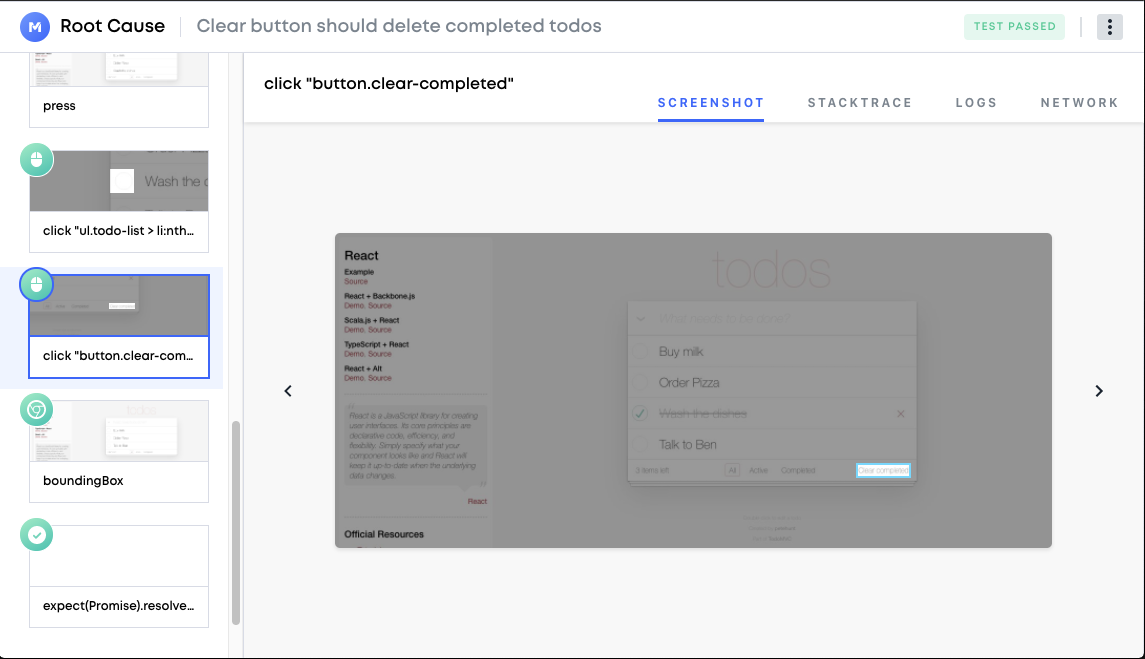 Root Cause
Clear button should delete completed todos
TEST PASSED
press
Wash the d
click "ul.todo-list > li:nth...
click "button.clear-com...
boundingBox
expect(Promise).resolve...
click "button.clear-completed"
SCREENSHOT
STACKTRACE
LOGS
NETWORK
React
Example
Source
React + Backbone.js
Demo, Source
Scala.js + React
Demo, Source
TypeScript + React
Demo, Source
React + Alt
Demo, Source
React is a JavaScript library for creating
user interfaces. Its core principles are
declarative code, efficiency, and
flexibility. Simply specify what your
component looks like and React will
keep it up-to-date when the underlying
data changes.
React
Official Resources
todos
What needs to be done?
Buy milk
Order Pizza
Wash the dishes
Talk to Ben
3 items left
All
Active
Completed
Clear completed